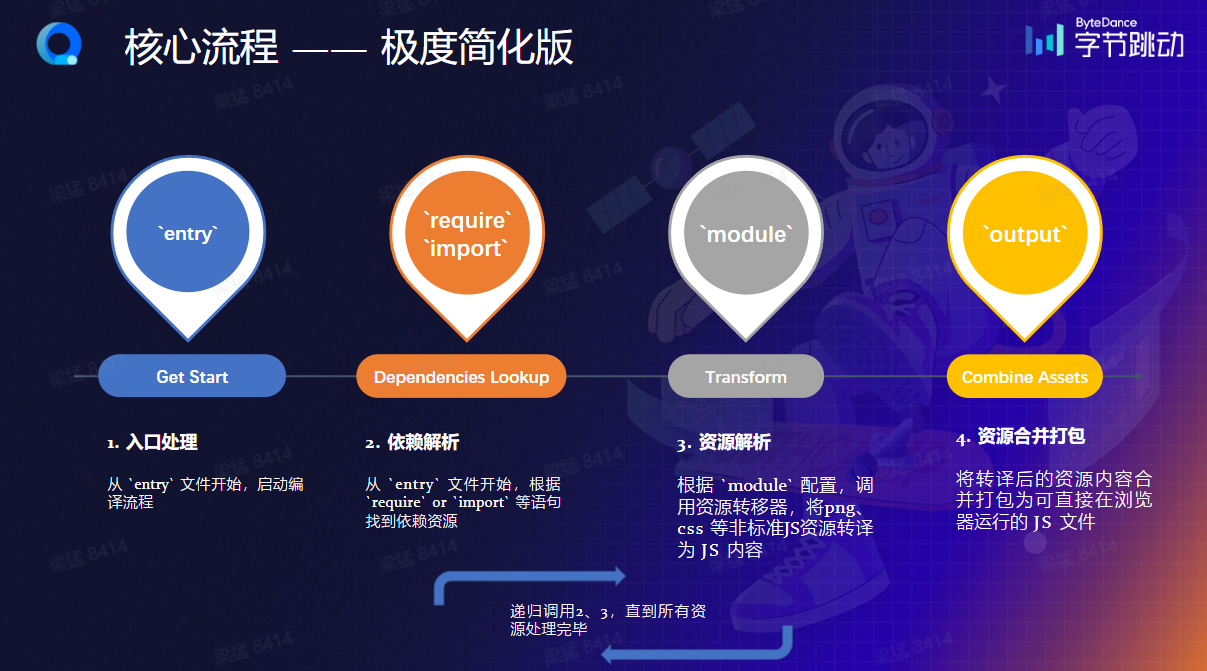 核心流程 —— 极度简化版
ByteDance
字节跳动
`entry`
`require`
`import`
`module`
`output`
Get Start
Dependencies Lookup
Transform
Combine Assets
1. 入口处理
从 `entry` 文件开始，启动编
译流程
2. 依赖解析
从 `entry` 文件开始，根据
`require` or `import` 等语句
找到依赖资源
3. 资源解析
根据 `module` 配置，调
用资源转移器，将png、
css 等非标准JS资源转译
为 JS 内容
4. 资源合并打包
将转译后的资源内容合
并打包为可直接在浏览
器运行的 JS 文件
递归调用2、3，直到所有资
源处理完毕
梁猛 8414